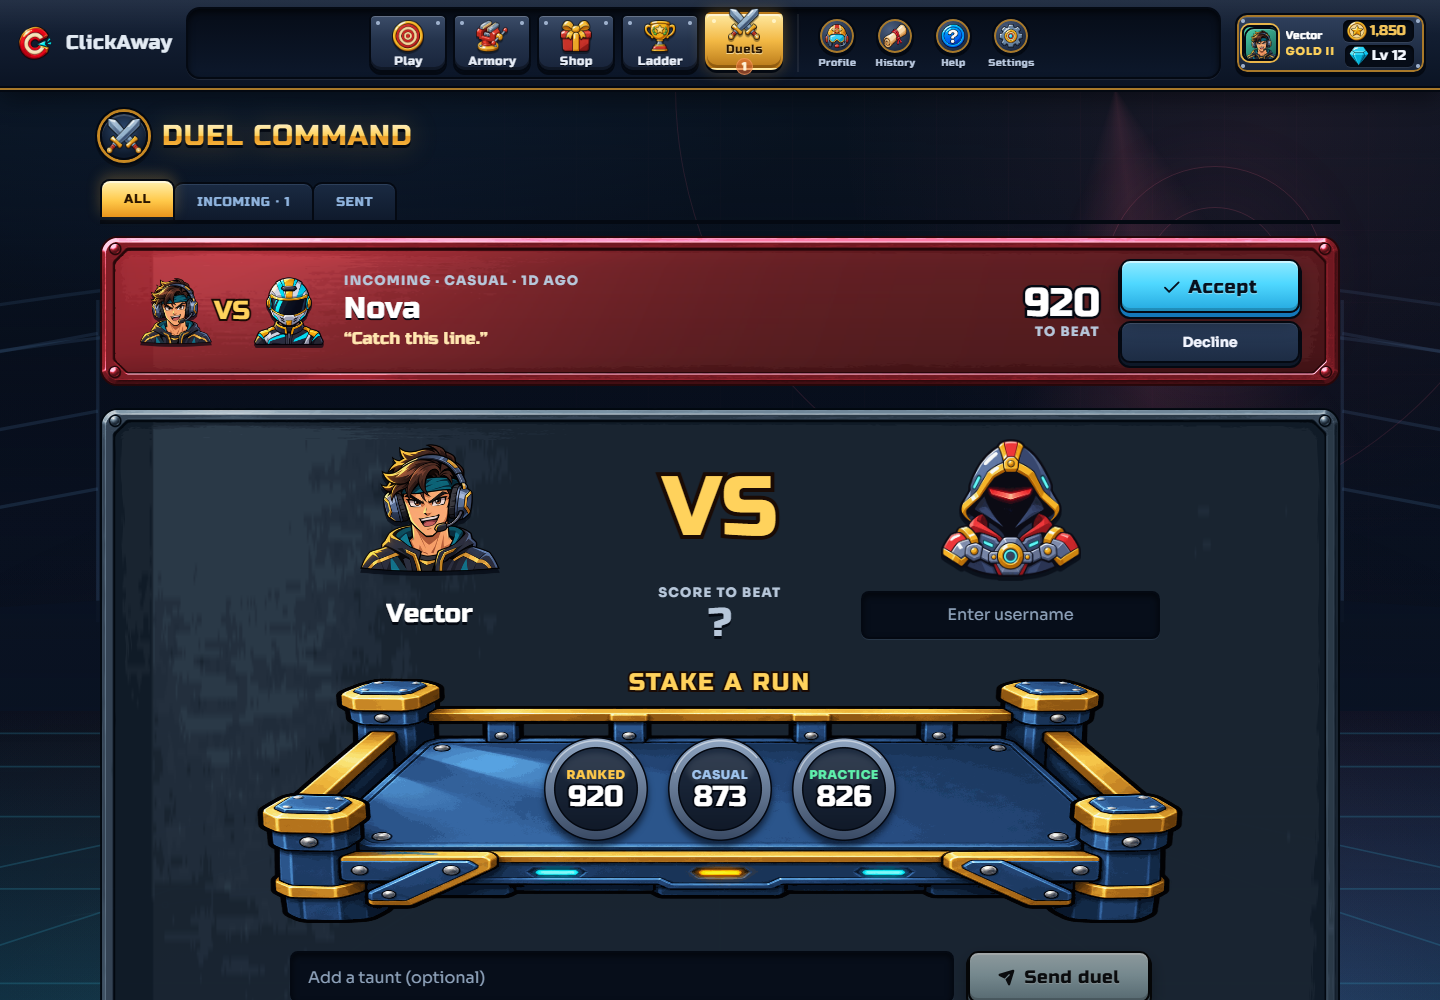 ClickAway
Play
Armory
Shop
Ladder
Duels
1
Profile
History
Help
Settings
Vector
GOLD II
1,850
Lv 12
DUEL COMMAND
ALL
INCOMING · 1
SENT
VS
INCOMING · CASUAL · 1D AGO
Nova
“Catch this line.”
920
TO BEAT
Accept
Decline
VS
Vector
SCORE TO BEAT
?
Enter username
STAKE A RUN
RANKED
920
CASUAL
873
PRACTICE
826
Add a taunt (optional)
Send duel